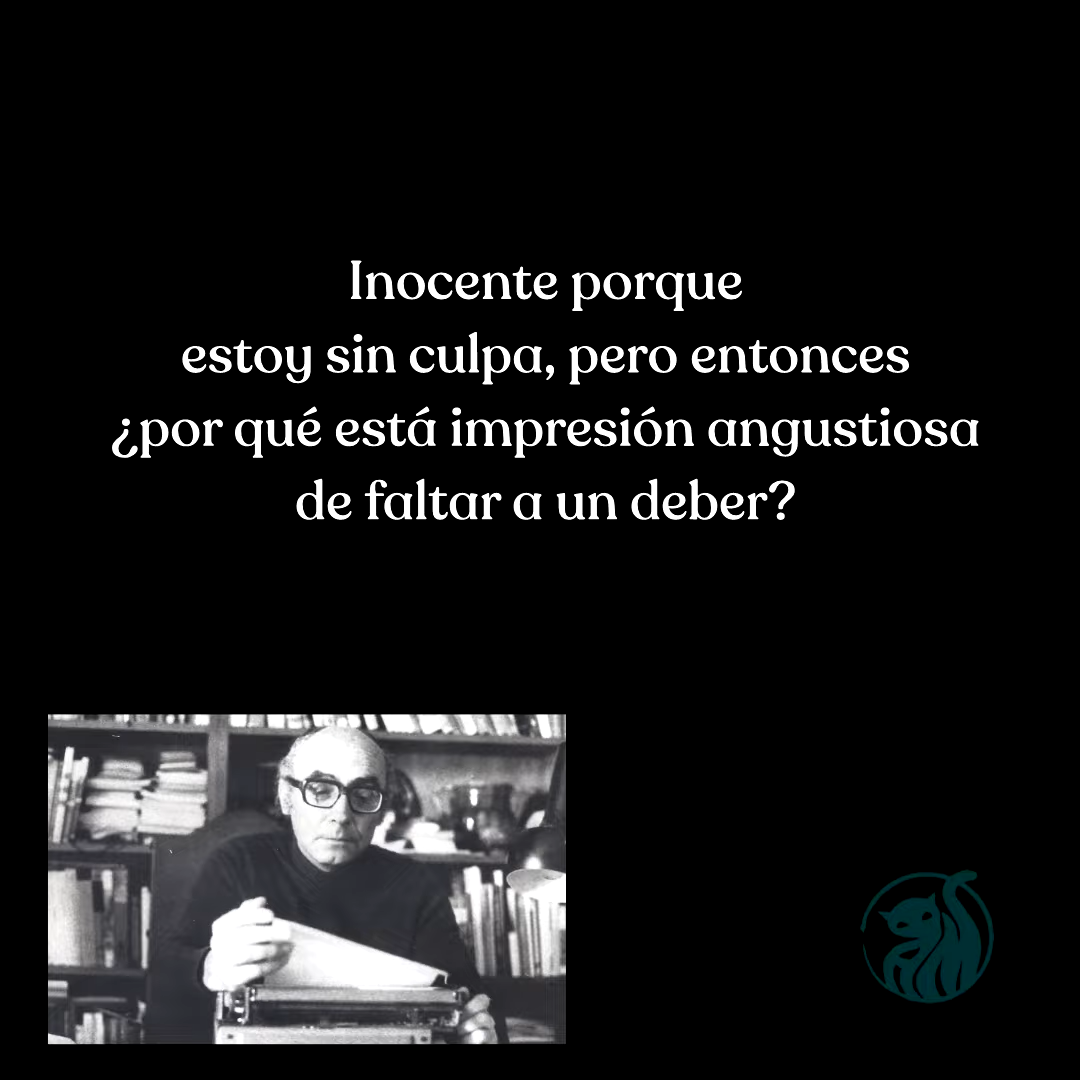 Inocente porque
estoy sin culpa, pero entonces
¿por qué está impresión angustiosa
de faltar a un deber?